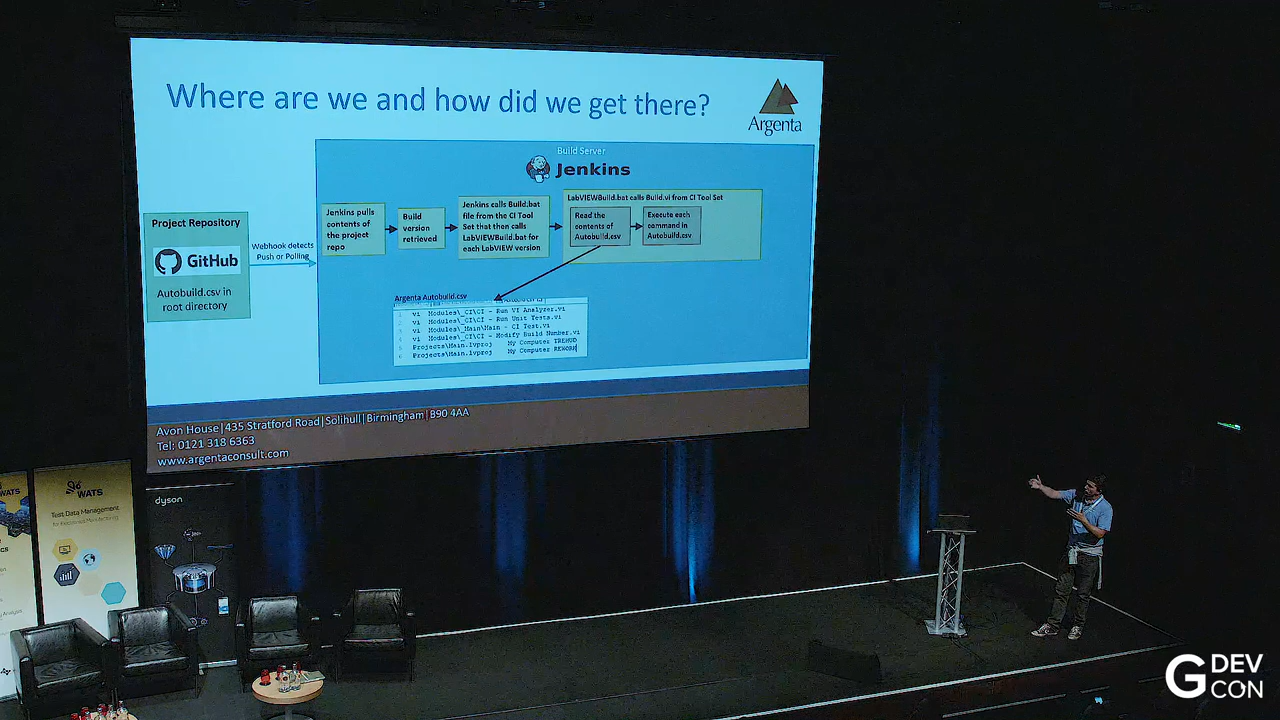 Where are we and how did we get there?
Argenta
Build Server
Jenkins
Project Repository
GitHub
Autobuild.csv in
root directory
Webhook detects
Push or Polling
Jenkins pulls
contents of
the project
repo
Build
version
retrieved
Jenkins calls Build.bat
file from the CI Tool
Set that then calls
LabVIEWBuild.bat for
each LabVIEW version
LabVIEWBuild.bat calls Build.vi from CI Tool Set
Read the
contents of
Autobuild.csv
Execute each
command in
Autobuild.csv
Argenta Autobuild.csv
vi Modules\_CI\CI - Run VI Analyzer.vi
vi Modules\_CI\CI - Run Unit Tests.vi
vi Modules\_Main\Main - CI Test.vi
vi Modules\_CI\CI - Modify Build Number.vi
Projects\Main.lvproj My Computer TREHUD
Projects\Main.lvproj My Computer REWORK
Avon House|435 Stratford Road|Solihull|Birmingham|B90 4AA
Tel: 0121 318 6363
www.argentaconsult.com
WATS
WATS
Test Data Management
for Electronics Manufacturing
dyson
G DEV
CON